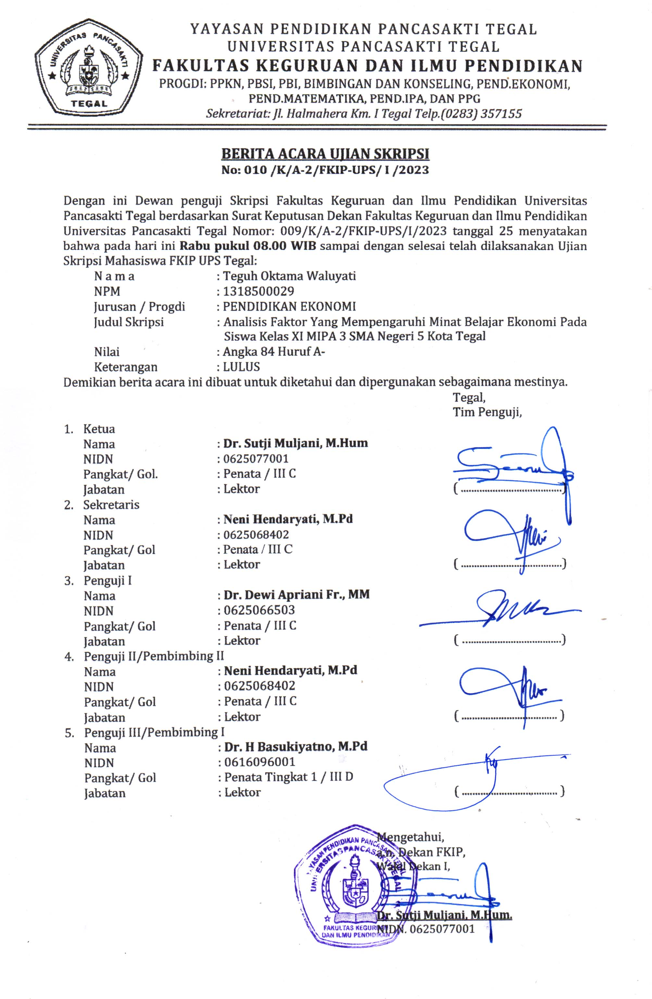 UNIVERSITAS PANCASAKTI
TEGAL
YAYASAN PENDIDIKAN PANCASAKTI TEGAL
UNIVERSITAS PANCASAKTI TEGAL
FAKULTAS KEGURUAN DAN ILMU PENDIDIKAN
PROGDI: PPKN, PBSI, PBI, BIMBINGAN DAN KONSELING, PEND.EKONOMI,
PEND.MATEMATIKA, PEND.IPA, DAN PPG
Sekretariat: Jl. Halmahera Km. I Tegal Telp.(0283) 357155
BERITA ACARA UJIAN SKRIPSI
No: 010 /K/A-2/FKIP-UPS/ I /2023
Dengan ini Dewan penguji Skripsi Fakultas Keguruan dan Ilmu Pendidikan Universitas
Pancasakti Tegal berdasarkan Surat Keputusan Dekan Fakultas Keguruan dan Ilmu Pendidikan
Universitas Pancasakti Tegal Nomor: 009/K/A-2/FKIP-UPS/I/2023 tanggal 25 menyatakan
bahwa pada hari ini Rabu pukul 08.00 WIB sampai dengan selesai telah dilaksanakan Ujian
Skripsi Mahasiswa FKIP UPS Tegal:
N a m a : Teguh Oktama Waluyati
NPM : 1318500029
Jurusan / Progdi : PENDIDIKAN EKONOMI
Judul Skripsi : Analisis Faktor Yang Mempengaruhi Minat Belajar Ekonomi Pada
Siswa Kelas XI MIPA 3 SMA Negeri 5 Kota Tegal
Nilai : Angka 84 Huruf A-
Keterangan : LULUS
Demikian berita acara ini dibuat untuk diketahui dan dipergunakan sebagaimana mestinya.
Tegal,
Tim Penguji,
1. Ketua
Nama : Dr. Sutji Muljani, M.Hum
NIDN : 0625077001
Pangkat/ Gol. : Penata / III C
Jabatan : Lektor (....................................)
2. Sekretaris
Nama : Neni Hendaryati, M.Pd
NIDN : 0625068402
Pangkat/ Gol : Penata / III C
Jabatan : Lektor (....................................)
3. Penguji I
Nama : Dr. Dewi Apriani Fr., MM
NIDN : 0625066503
Pangkat/ Gol : Penata / III C
Jabatan : Lektor (....................................)
4. Penguji II/Pembimbing II
Nama : Neni Hendaryati, M.Pd
NIDN : 0625068402
Pangkat/ Gol : Penata / III C
Jabatan : Lektor (.................................... )
5. Penguji III/Pembimbing I
Nama : Dr. H Basukiyatno, M.Pd
NIDN : 0616096001
Pangkat/ Gol : Penata Tingkat 1 / III D
Jabatan : Lektor (.................................... )
Mengetahui,
a.n. Dekan FKIP,
Wakil Dekan I,
YAYASAN PENDIDIKAN PANCASAKTI TEGAL
UNIVERSITAS PANCASAKTI TEGAL
FAKULTAS KEGURUAN
DAN ILMU PENDIDIKAN
Dr. Sutji Muljani, M.Hum.
NIDN. 0625077001